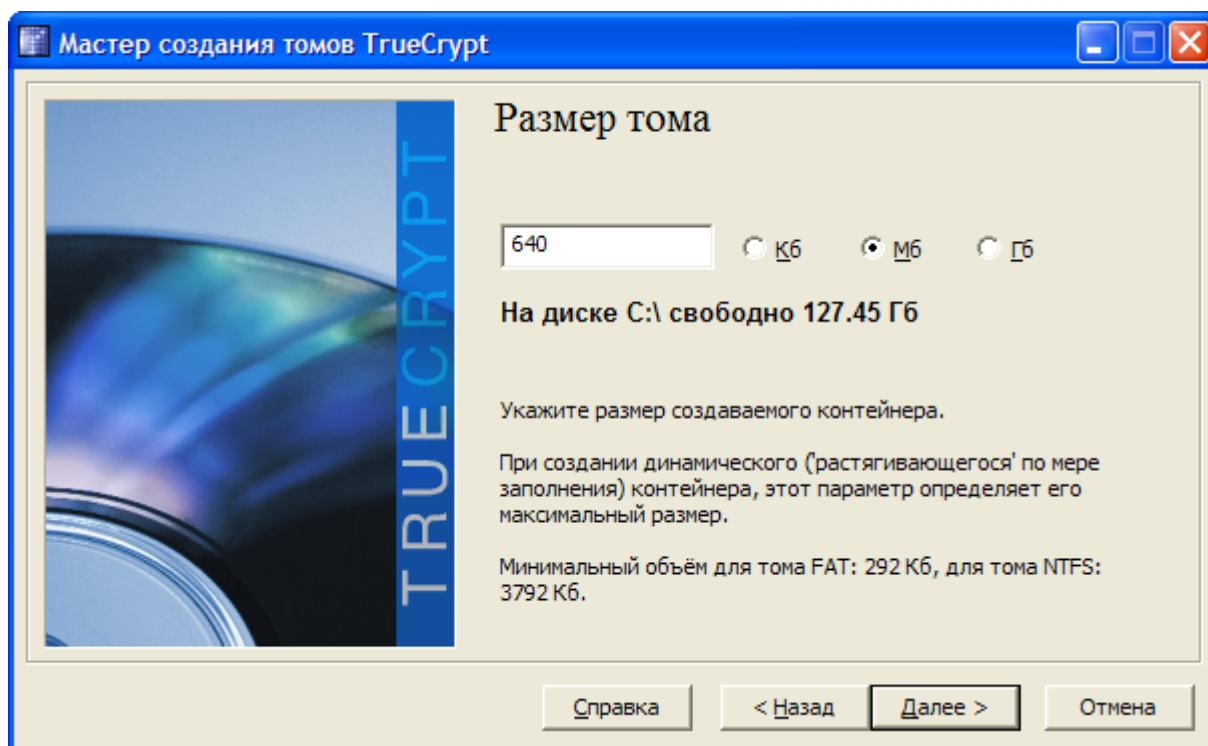 Мастер создания томов TrueCrypt
TRUECRYPT
Размер тома
640
Кб
Мб
Гб
На диске C:\ свободно 127.45 Гб
Укажите размер создаваемого контейнера.
При создании динамического ('растягивающегося' по мере
заполнения) контейнера, этот параметр определяет его
максимальный размер.
Минимальный объём для тома FAT: 292 Кб, для тома NTFS:
3792 Кб.
Справка
< Назад
Далее >
Отмена